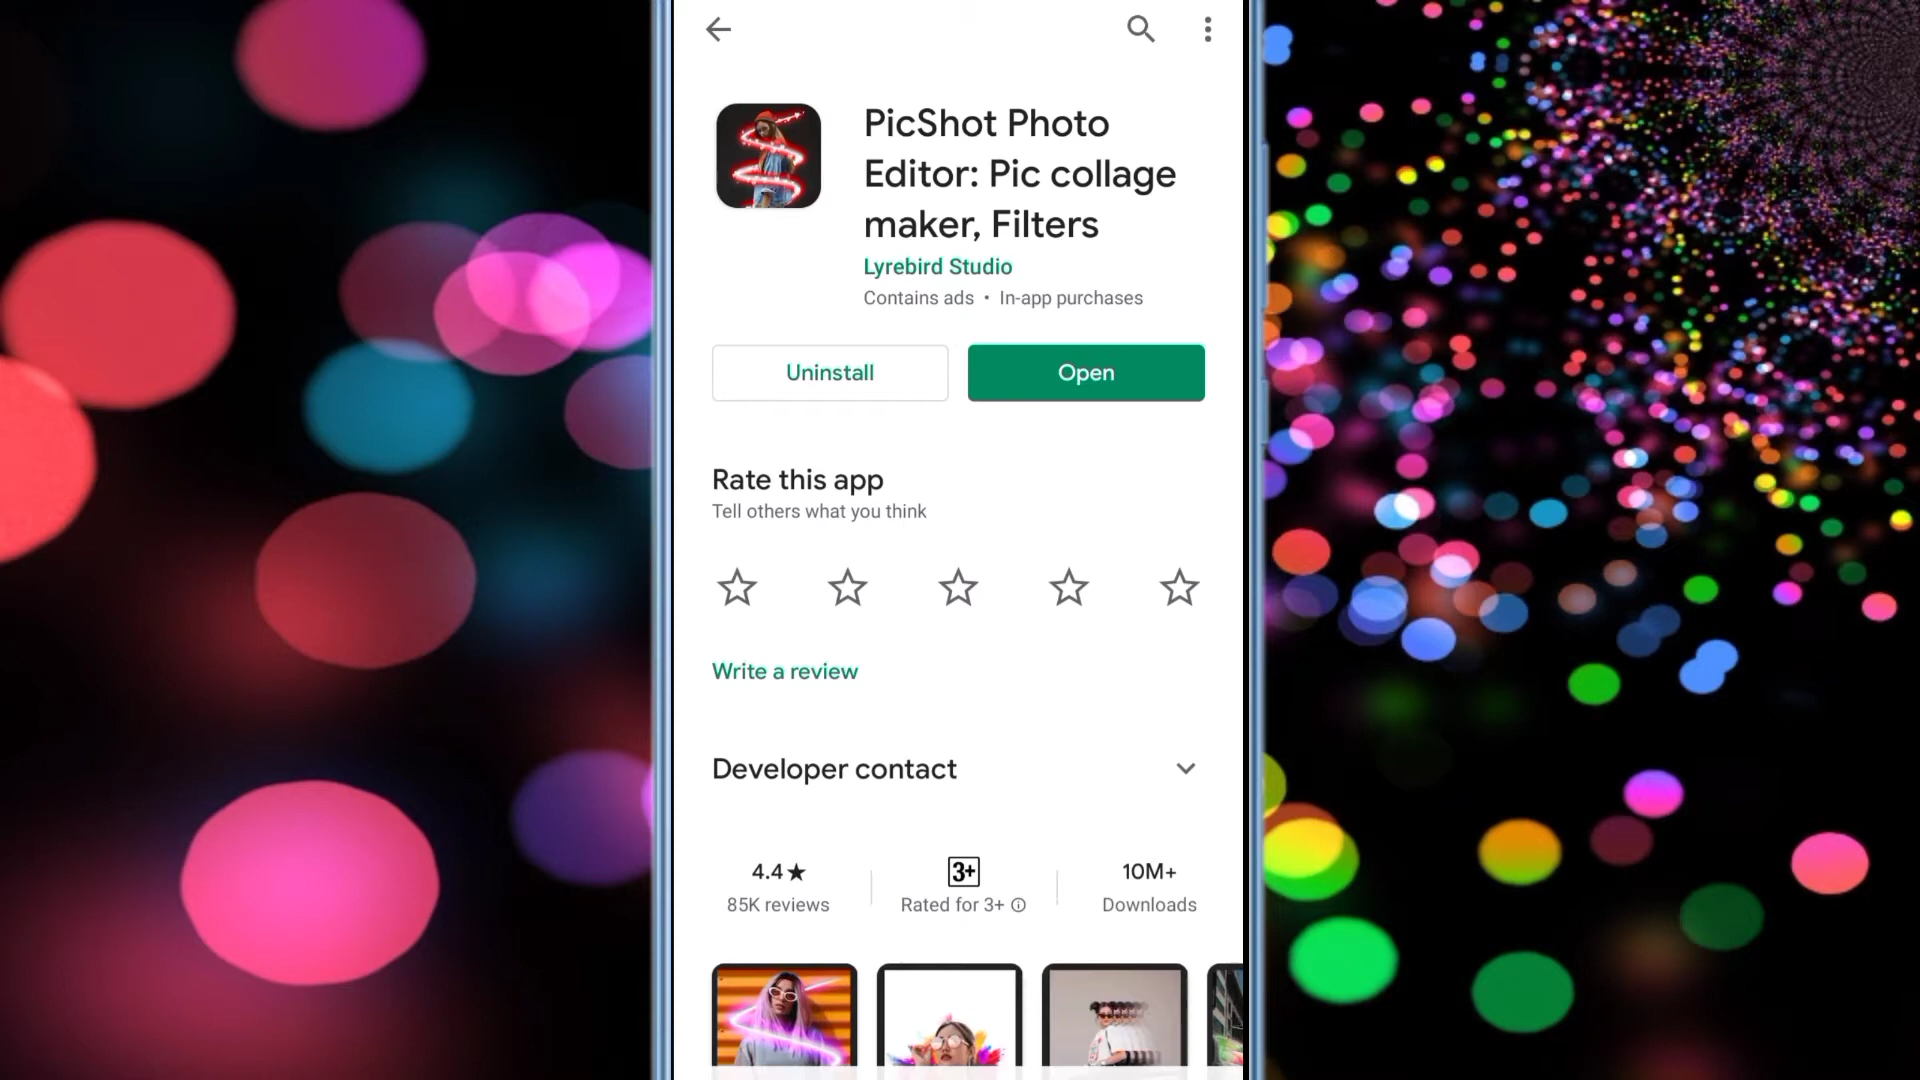 PicShot Photo
Editor: Pic collage
maker, Filters
Lyrebird Studio
Contains ads • In-app purchases
Uninstall
Open
Rate this app
Tell others what you think
Write a review
Developer contact
4.4★
85K reviews
3+
Rated for 3+
10M+
Downloads